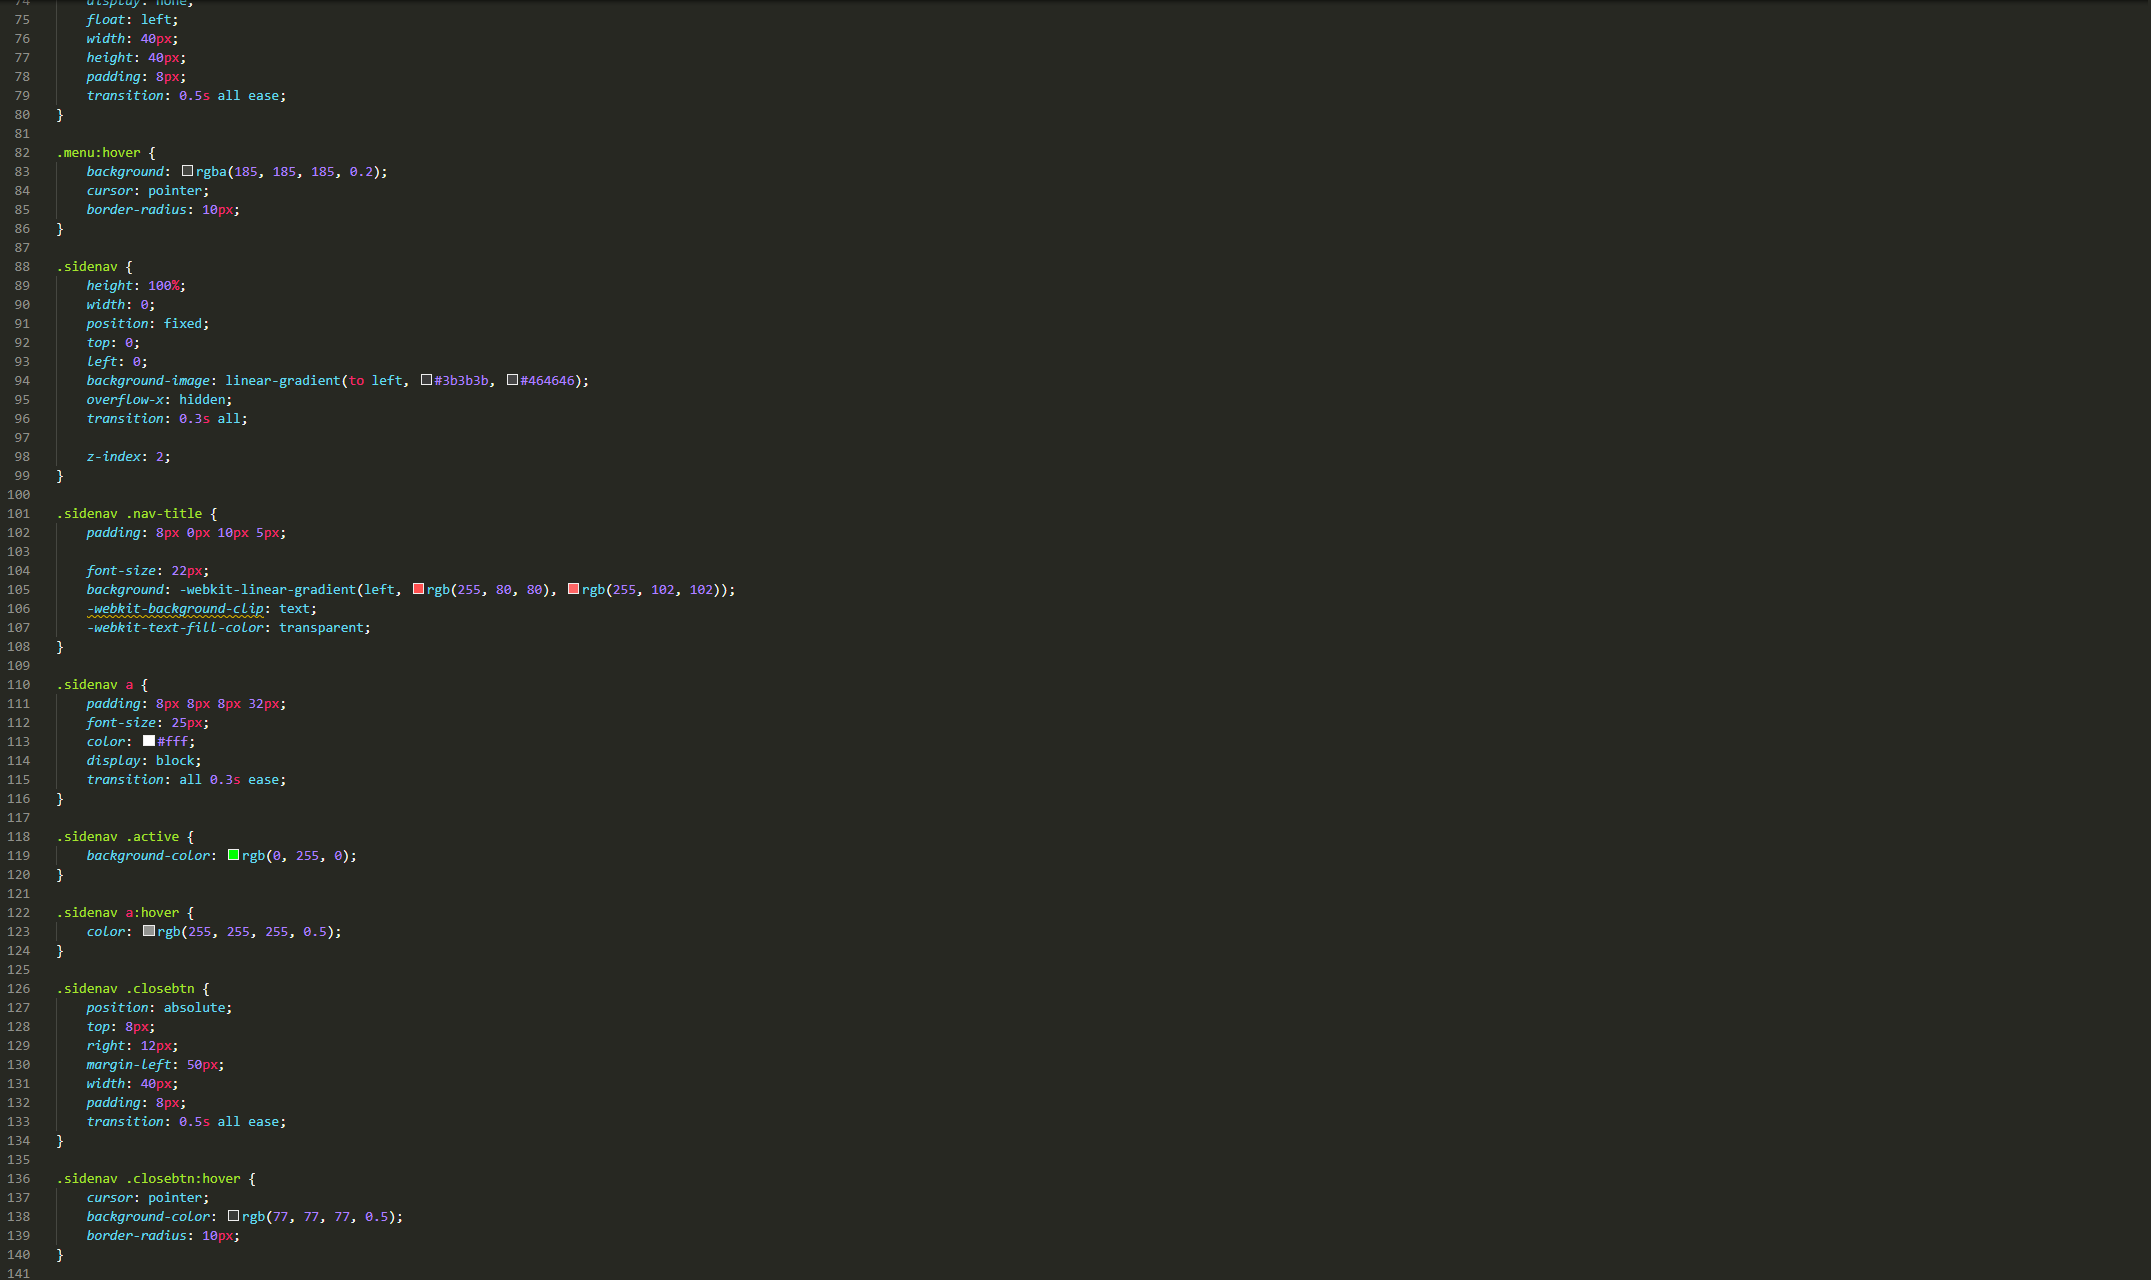 74 display: none;
75 float: left;
76 width: 40px;
77 height: 40px;
78 padding: 8px;
79 transition: 0.5s all ease;
80 }
81
82 .menu:hover {
83 background: rgba(185, 185, 185, 0.2);
84 cursor: pointer;
85 border-radius: 10px;
86 }
87
88 .sidenav {
89 height: 100%;
90 width: 0;
91 position: fixed;
92 top: 0;
93 left: 0;
94 background-image: linear-gradient(to left, #3b3b3b, #464646);
95 overflow-x: hidden;
96 transition: 0.3s all;
97
98 z-index: 2;
99 }
100
101 .sidenav .nav-title {
102 padding: 8px 0px 10px 5px;
103
104 font-size: 22px;
105 background: -webkit-linear-gradient(left, rgb(255, 80, 80), rgb(255, 102, 102));
106 -webkit-background-clip: text;
107 -webkit-text-fill-color: transparent;
108 }
109
110 .sidenav a {
111 padding: 8px 8px 8px 32px;
112 font-size: 25px;
113 color: #fff;
114 display: block;
115 transition: all 0.3s ease;
116 }
117
118 .sidenav .active {
119 background-color: rgb(0, 255, 0);
120 }
121
122 .sidenav a:hover {
123 color: rgb(255, 255, 255, 0.5);
124 }
125
126 .sidenav .closebtn {
127 position: absolute;
128 top: 8px;
129 right: 12px;
130 margin-left: 50px;
131 width: 40px;
132 padding: 8px;
133 transition: 0.5s all ease;
134 }
135
136 .sidenav .closebtn:hover {
137 cursor: pointer;
138 background-color: rgb(77, 77, 77, 0.5);
139 border-radius: 10px;
140 }
141